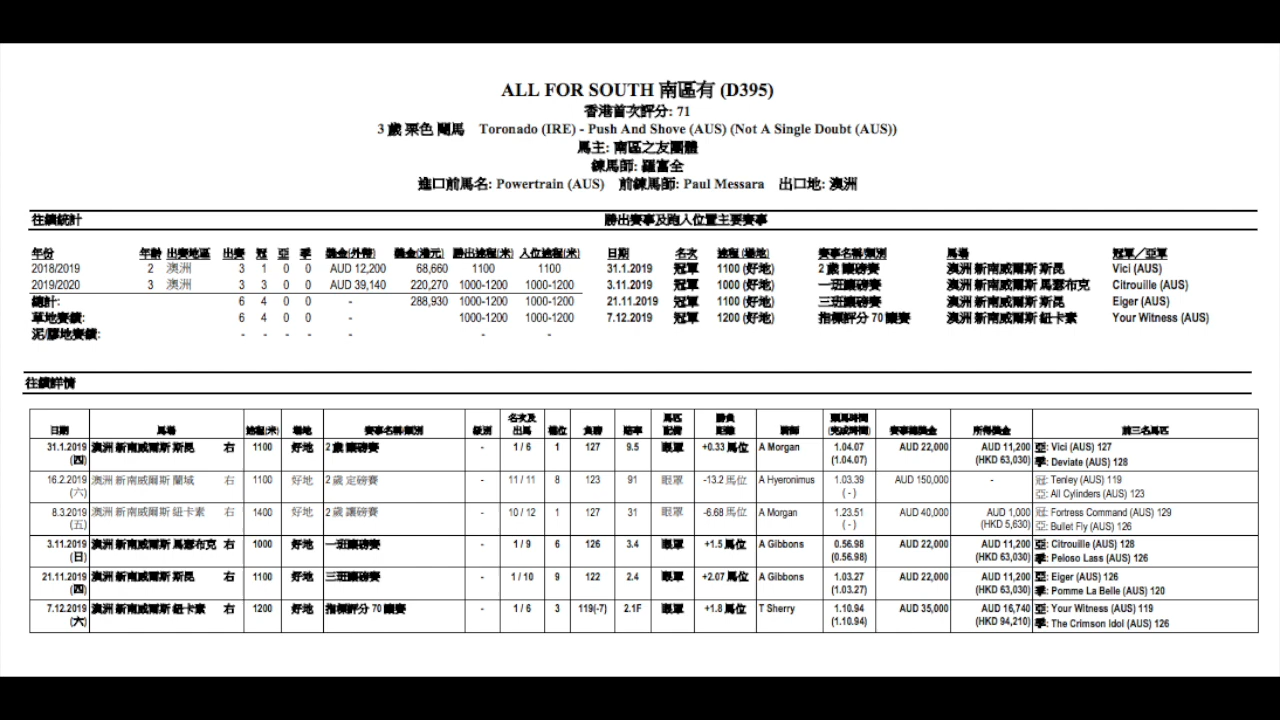 ALL FOR SOUTH 南區有 (D395)
香港首次評分: 71
3 歲 栗色 閹馬 Toronado (IRE) - Push And Shove (AUS) (Not A Single Doubt (AUS))
馬主: 南區之友團體
練馬師: 羅富全
進口前馬名: Powertrain (AUS) 前練馬師: Paul Messara 出口地: 澳洲
往績統計 勝出賽事及跑入位置主要賽事
年份 年齡 出賽地區 出賽 冠 亞 季 獎金(外幣) 獎金(港元) 勝出途程(米) 入位途程(米) 日期 名次 途程 (場地) 賽事名稱/類別 馬場 冠軍／亞軍
2018/2019 2 澳洲 3 1 0 0 AUD 12,200 68,660 1100 1100 31.1.2019 冠軍 1100 (好地) 2 歲 讓磅賽 澳洲 新南威爾斯 斯昆 Vici (AUS)
2019/2020 3 澳洲 3 3 0 0 AUD 39,140 220,270 1000-1200 1000-1200 3.11.2019 冠軍 1000 (好地) 一班讓磅賽 澳洲 新南威爾斯 馬瑟布克 Citrouille (AUS)
總計: 6 4 0 0 - 288,930 1000-1200 1000-1200 21.11.2019 冠軍 1100 (好地) 三班讓磅賽 澳洲 新南威爾斯 斯昆 Eiger (AUS)
草地賽績: 6 4 0 0 - 1000-1200 1000-1200 7.12.2019 冠軍 1200 (好地) 指標評分 70 讓賽 澳洲 新南威爾斯 紐卡素 Your Witness (AUS)
泥/膠地賽績: - - - - - - -
往績詳情
名次及 馬匹 勝負 頭馬時間
日期 馬場 途程(米) 場地 賽事名稱/類別 級別 出馬 檔位 負磅 賠率 配備 距離 騎師 (完成時間) 賽事總獎金 所得獎金 前三名馬匹
31.1.2019 澳洲 新南威爾斯 斯昆 右 1100 好地 2 歲 讓磅賽 - 1 / 6 1 127 9.5 眼罩 +0.33 馬位 A Morgan 1.04.07 AUD 22,000 AUD 11,200 亞: Vici (AUS) 127
(四) (1.04.07) (HKD 63,030) 季: Deviate (AUS) 128
16.2.2019 澳洲 新南威爾斯 蘭域 右 1100 好地 2 歲 定磅賽 - 11 / 11 8 123 91 眼罩 -13.2 馬位 A Hyeronimus 1.03.39 AUD 150,000 - 冠: Tenley (AUS) 119
(六) ( - ) 亞: All Cylinders (AUS) 123
8.3.2019 澳洲 新南威爾斯 紐卡素 右 1400 好地 2 歲 讓磅賽 - 10 / 12 1 127 31 眼罩 -6.68 馬位 A Morgan 1.23.51 AUD 40,000 AUD 1,000 冠: Fortress Command (AUS) 129
(五) ( - ) (HKD 5,630) 亞: Bullet Fly (AUS) 126
3.11.2019 澳洲 新南威爾斯 馬瑟布克 右 1000 好地 一班讓磅賽 - 1 / 9 6 126 3.4 眼罩 +1.5 馬位 A Gibbons 0.56.98 AUD 22,000 AUD 11,200 亞: Citrouille (AUS) 128
(日) (0.56.98) (HKD 63,030) 季: Peloso Lass (AUS) 126
21.11.2019 澳洲 新南威爾斯 斯昆 右 1100 好地 三班讓磅賽 - 1 / 10 9 122 2.4 眼罩 +2.07 馬位 A Gibbons 1.03.27 AUD 22,000 AUD 11,200 亞: Eiger (AUS) 126
(四) (1.03.27) (HKD 63,030) 季: Pomme La Belle (AUS) 120
7.12.2019 澳洲 新南威爾斯 紐卡素 右 1200 好地 指標評分 70 讓賽 - 1 / 6 3 119(-7) 2.1F 眼罩 +1.8 馬位 T Sherry 1.10.94 AUD 35,000 AUD 16,740 亞: Your Witness (AUS) 119
(六) (1.10.94) (HKD 94,210) 季: The Crimson Idol (AUS) 126